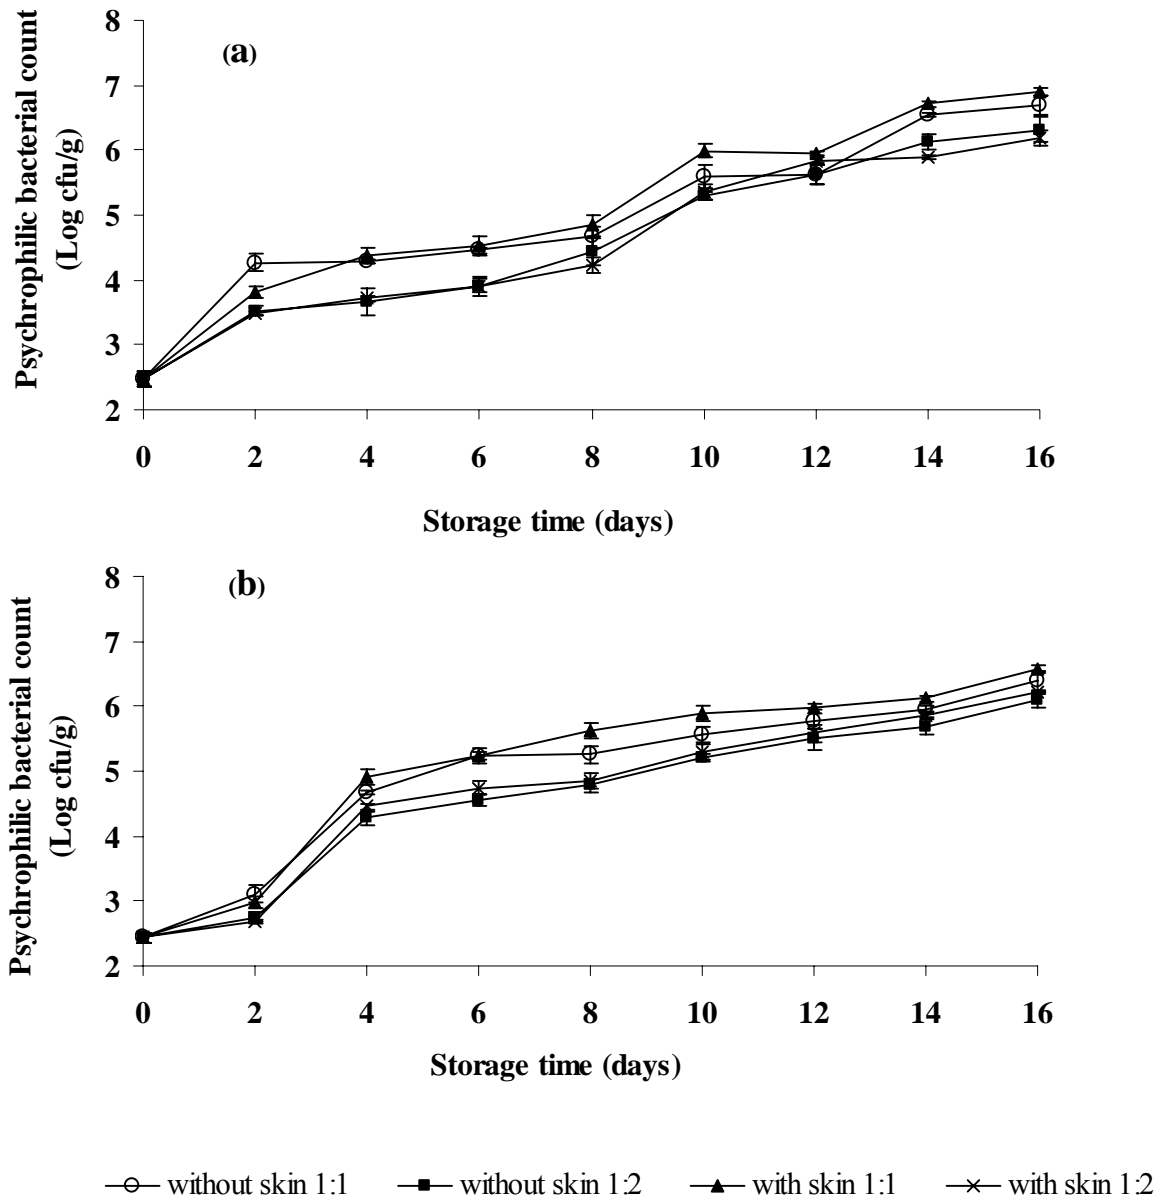 (a)
Psychrophilic bacterial count
(Log cfu/g)
8
7
6
5
4
3
2
0 2 4 6 8 10 12 14 16
Storage time (days)
(b)
Psychrophilic bacterial count
(Log cfu/g)
8
7
6
5
4
3
2
0 2 4 6 8 10 12 14 16
Storage time (days)
without skin 1:1 without skin 1:2 with skin 1:1 with skin 1:2